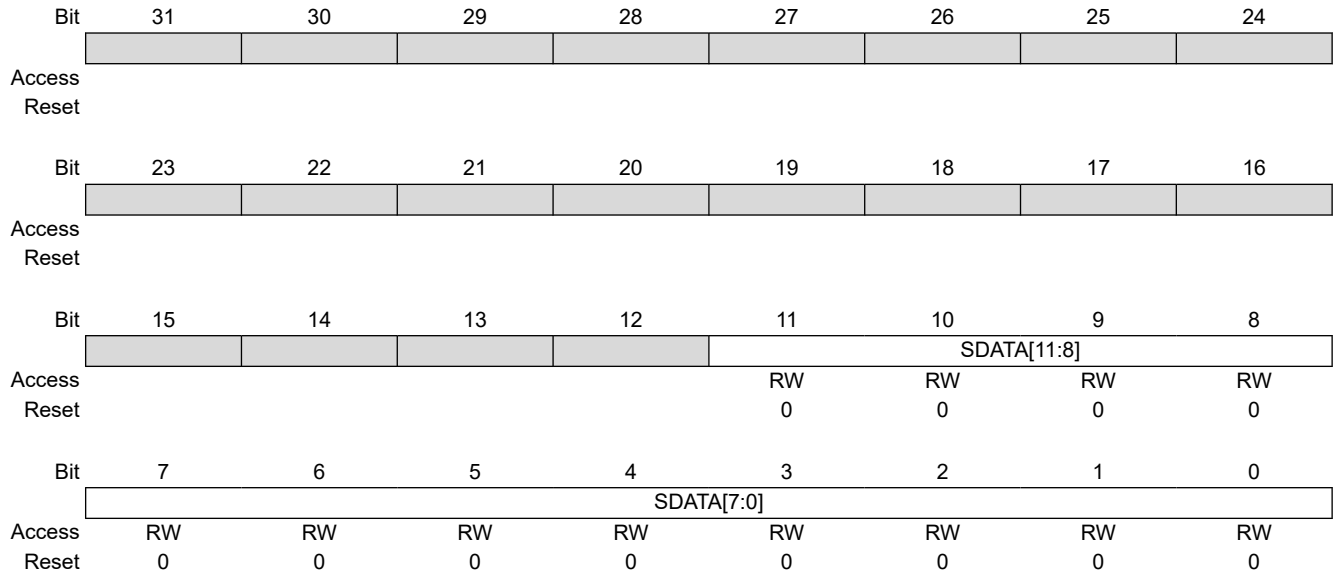 Bit 31 30 29 28 27 26 25 24
Access
Reset
Bit 23 22 21 20 19 18 17 16
Access
Reset
Bit 15 14 13 12 11 10 9 8
SDATA[11:8]
Access RW RW RW RW
Reset 0 0 0 0
Bit 7 6 5 4 3 2 1 0
SDATA[7:0]
Access RW RW RW RW RW RW RW RW
Reset 0 0 0 0 0 0 0 0